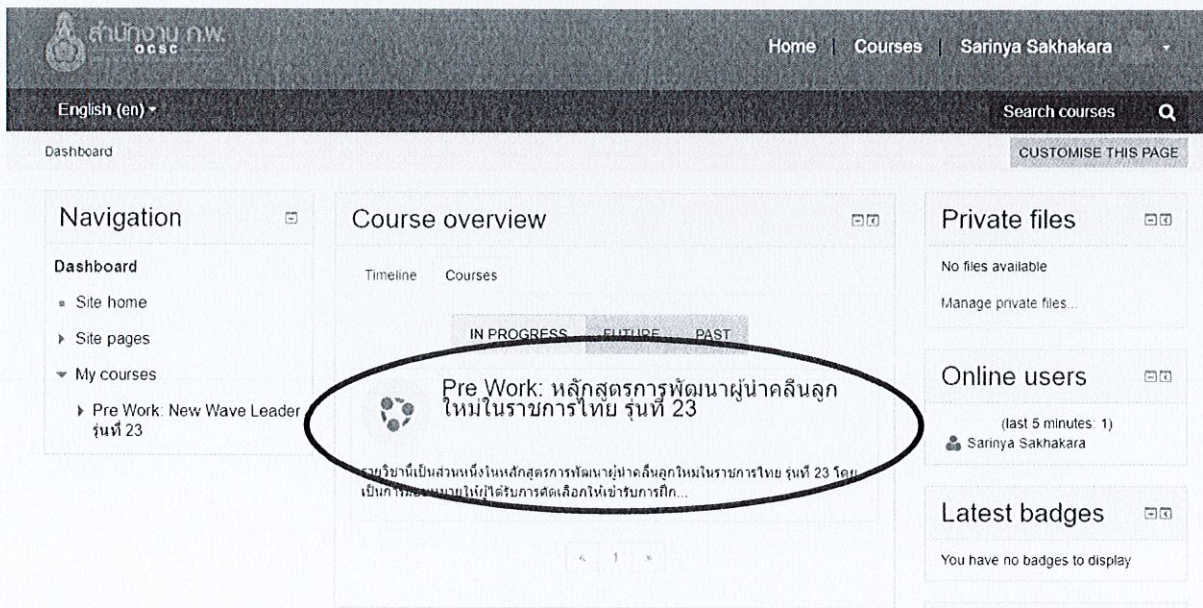 สำนักงาน ก.พ.
OCSC
Home | Courses | Sarinya Sakhakara
English (en)
Search courses
Dashboard
CUSTOMISE THIS PAGE
Navigation
Dashboard
Site home
Site pages
My courses
Pre Work: New Wave Leader
รุ่นที่ 23
Course overview
Timeline Courses
IN PROGRESS FUTURE PAST
Pre Work: หลักสูตรการพัฒนาผู้นำคลื่นลูก
ใหม่ในราชการไทย รุ่นที่ 23
รายวิชานี้เป็นส่วนหนึ่งในหลักสูตรการพัฒนาผู้นำคลื่นลูกใหม่ในราชการไทย รุ่นที่ 23 โดย
เป็นการมอบหมายให้ผู้ได้รับการคัดเลือกให้เข้ารับการฝึก...
« 1 »
Private files
No files available
Manage private files...
Online users
(last 5 minutes: 1)
Sarinya Sakhakara
Latest badges
You have no badges to display